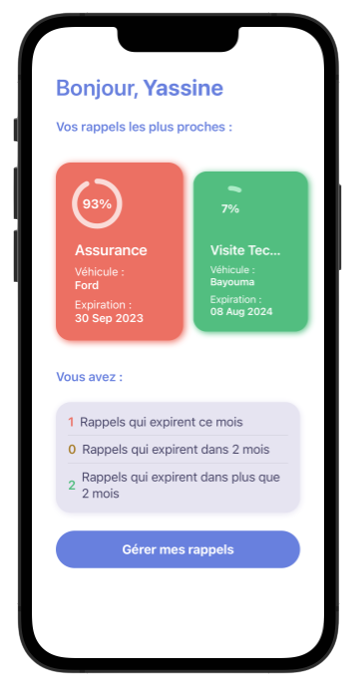 Bonjour, Yassine
Vos rappels les plus proches :
93%
Assurance
Véhicule :
Ford
Expiration :
30 Sep 2023
7%
Visite Tec...
Véhicule :
Bayouma
Expiration :
08 Aug 2024
Vous avez :
1 Rappels qui expirent ce mois
0 Rappels qui expirent dans 2 mois
2 Rappels qui expirent dans plus que
2 mois
Gérer mes rappels